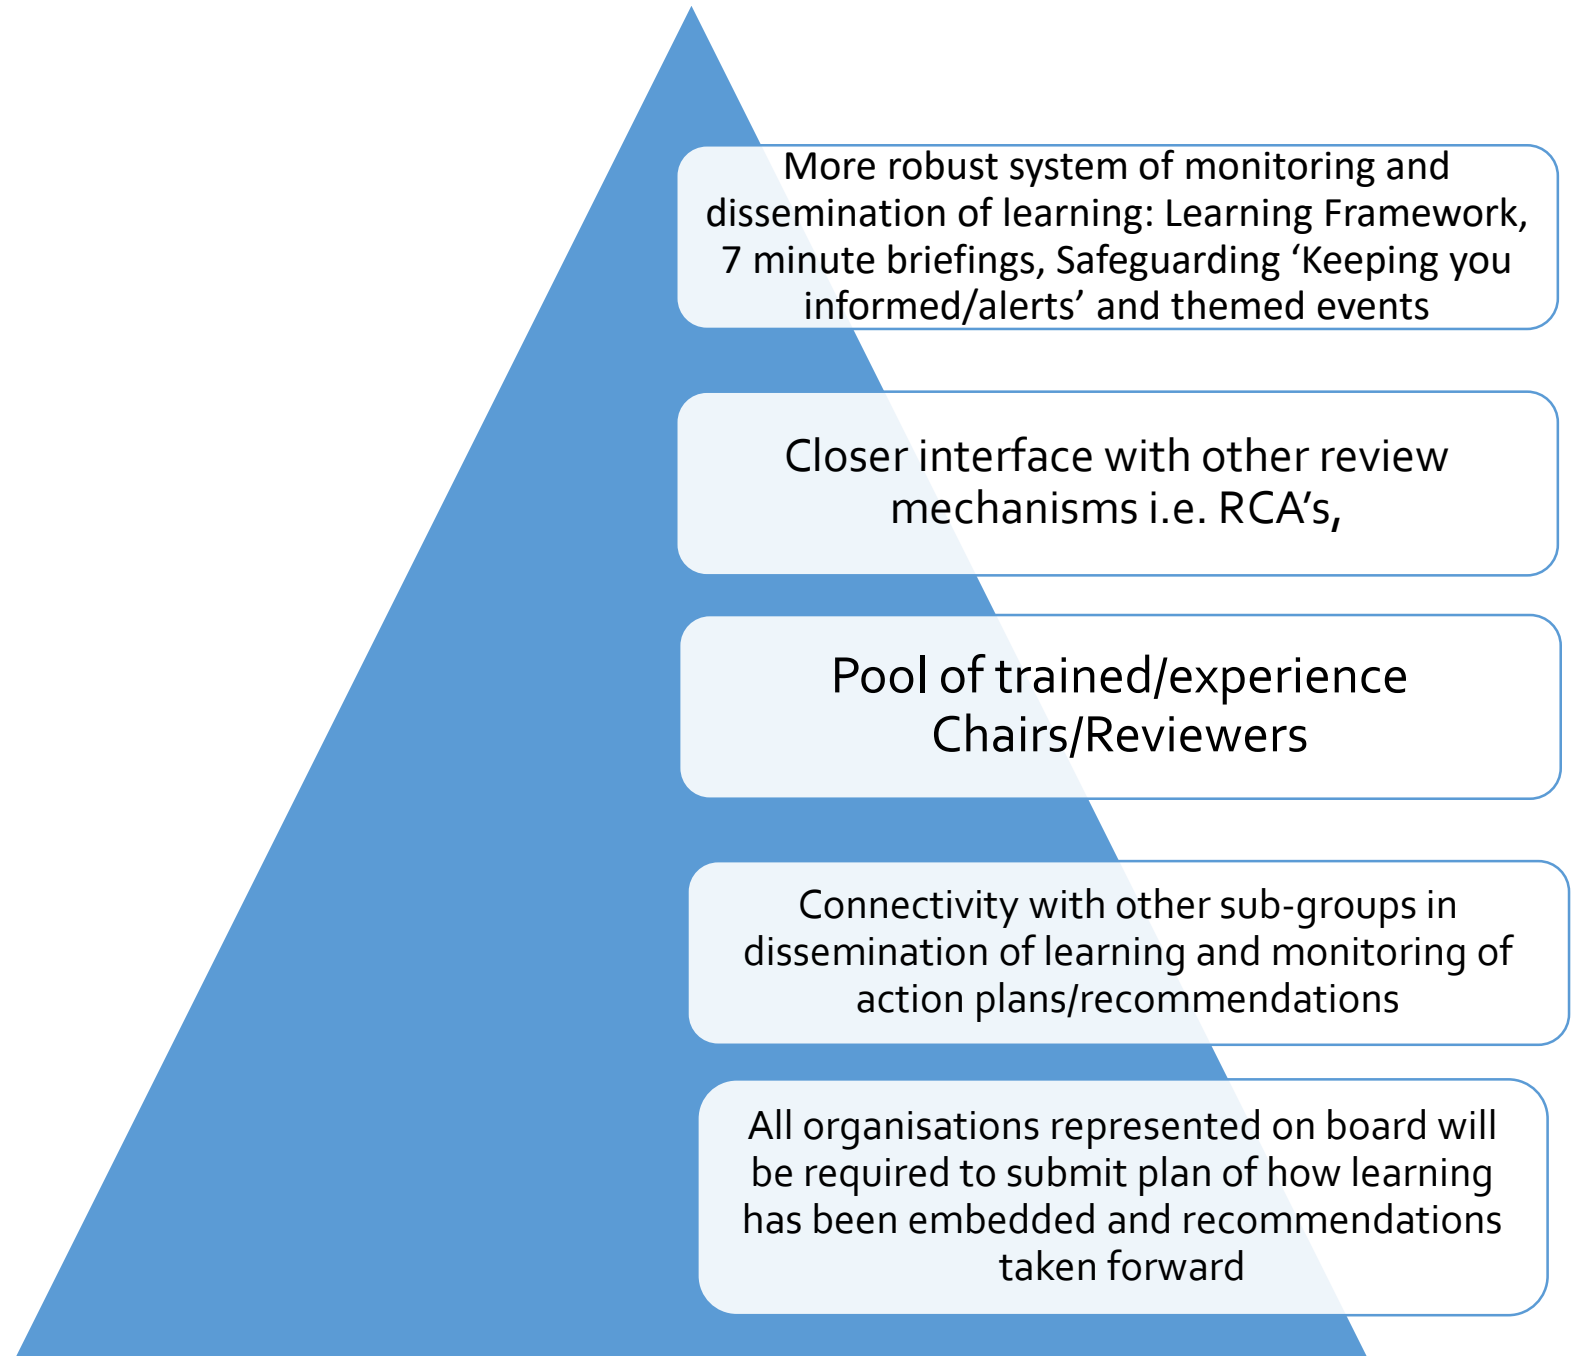 More robust system of monitoring and
dissemination of learning: Learning Framework,
7 minute briefings, Safeguarding ‘Keeping you
informed/alerts’ and themed events
Closer interface with other review
mechanisms i.e. RCA’s,
Pool of trained/experience
Chairs/Reviewers
Connectivity with other sub-groups in
dissemination of learning and monitoring of
action plans/recommendations
All organisations represented on board will
be required to submit plan of how learning
has been embedded and recommendations
taken forward